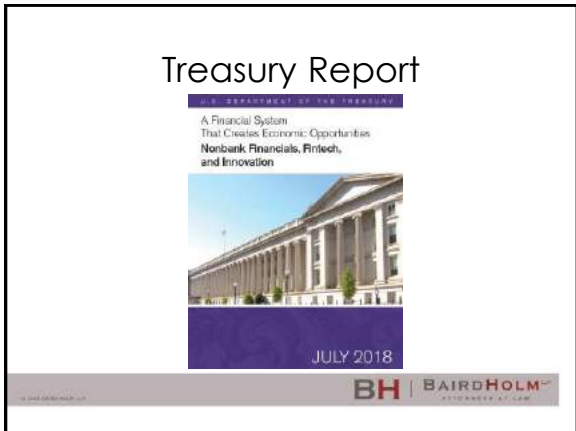 Treasury Report
U.S. DEPARTMENT OF THE TREASURY
A Financial System
That Creates Economic Opportunities
Nonbank Financials, Fintech,
and Innovation
JULY 2018
BH | BAIRDHOLM LLP
ATTORNEYS AT LAW